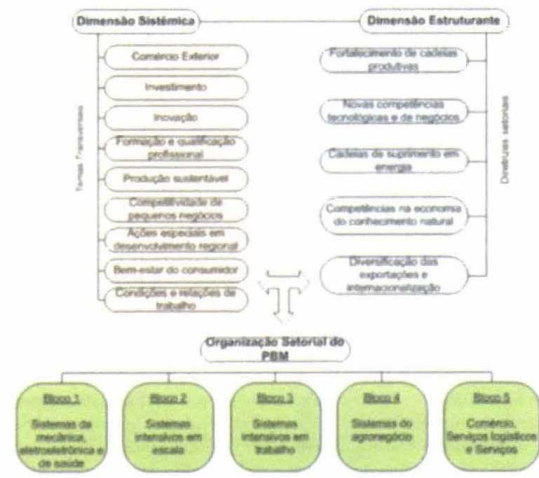 Dimensão Sistêmica
Dimensão Estruturante
Temas Transversais
Comércio Exterior
Investimento
Inovação
Formação e qualificação
profissional
Produção sustentável
Competitividade de
pequenos negócios
Ações especiais em
desenvolvimento regional
Bem-estar do consumidor
Condições e relações de
trabalho
Fortalecimento de cadeias
produtivas
Novas competências
tecnológicas e de negócios
Cadeias de suprimento em
energia
Competências na economia
do conhecimento natural
Diversificação das
exportações e
internacionalização
Diretrizes setoriais
Organização Setorial do
PBM
Bloco 1
Sistemas da
mecânica,
eletroeletrônica e
de saúde
Bloco 2
Sistemas
intensivos em
escala
Bloco 3
Sistemas
intensivos em
trabalho
Bloco 4
Sistemas do
agronegócio
Bloco 5
Comércio,
Serviços logísticos
e Serviços